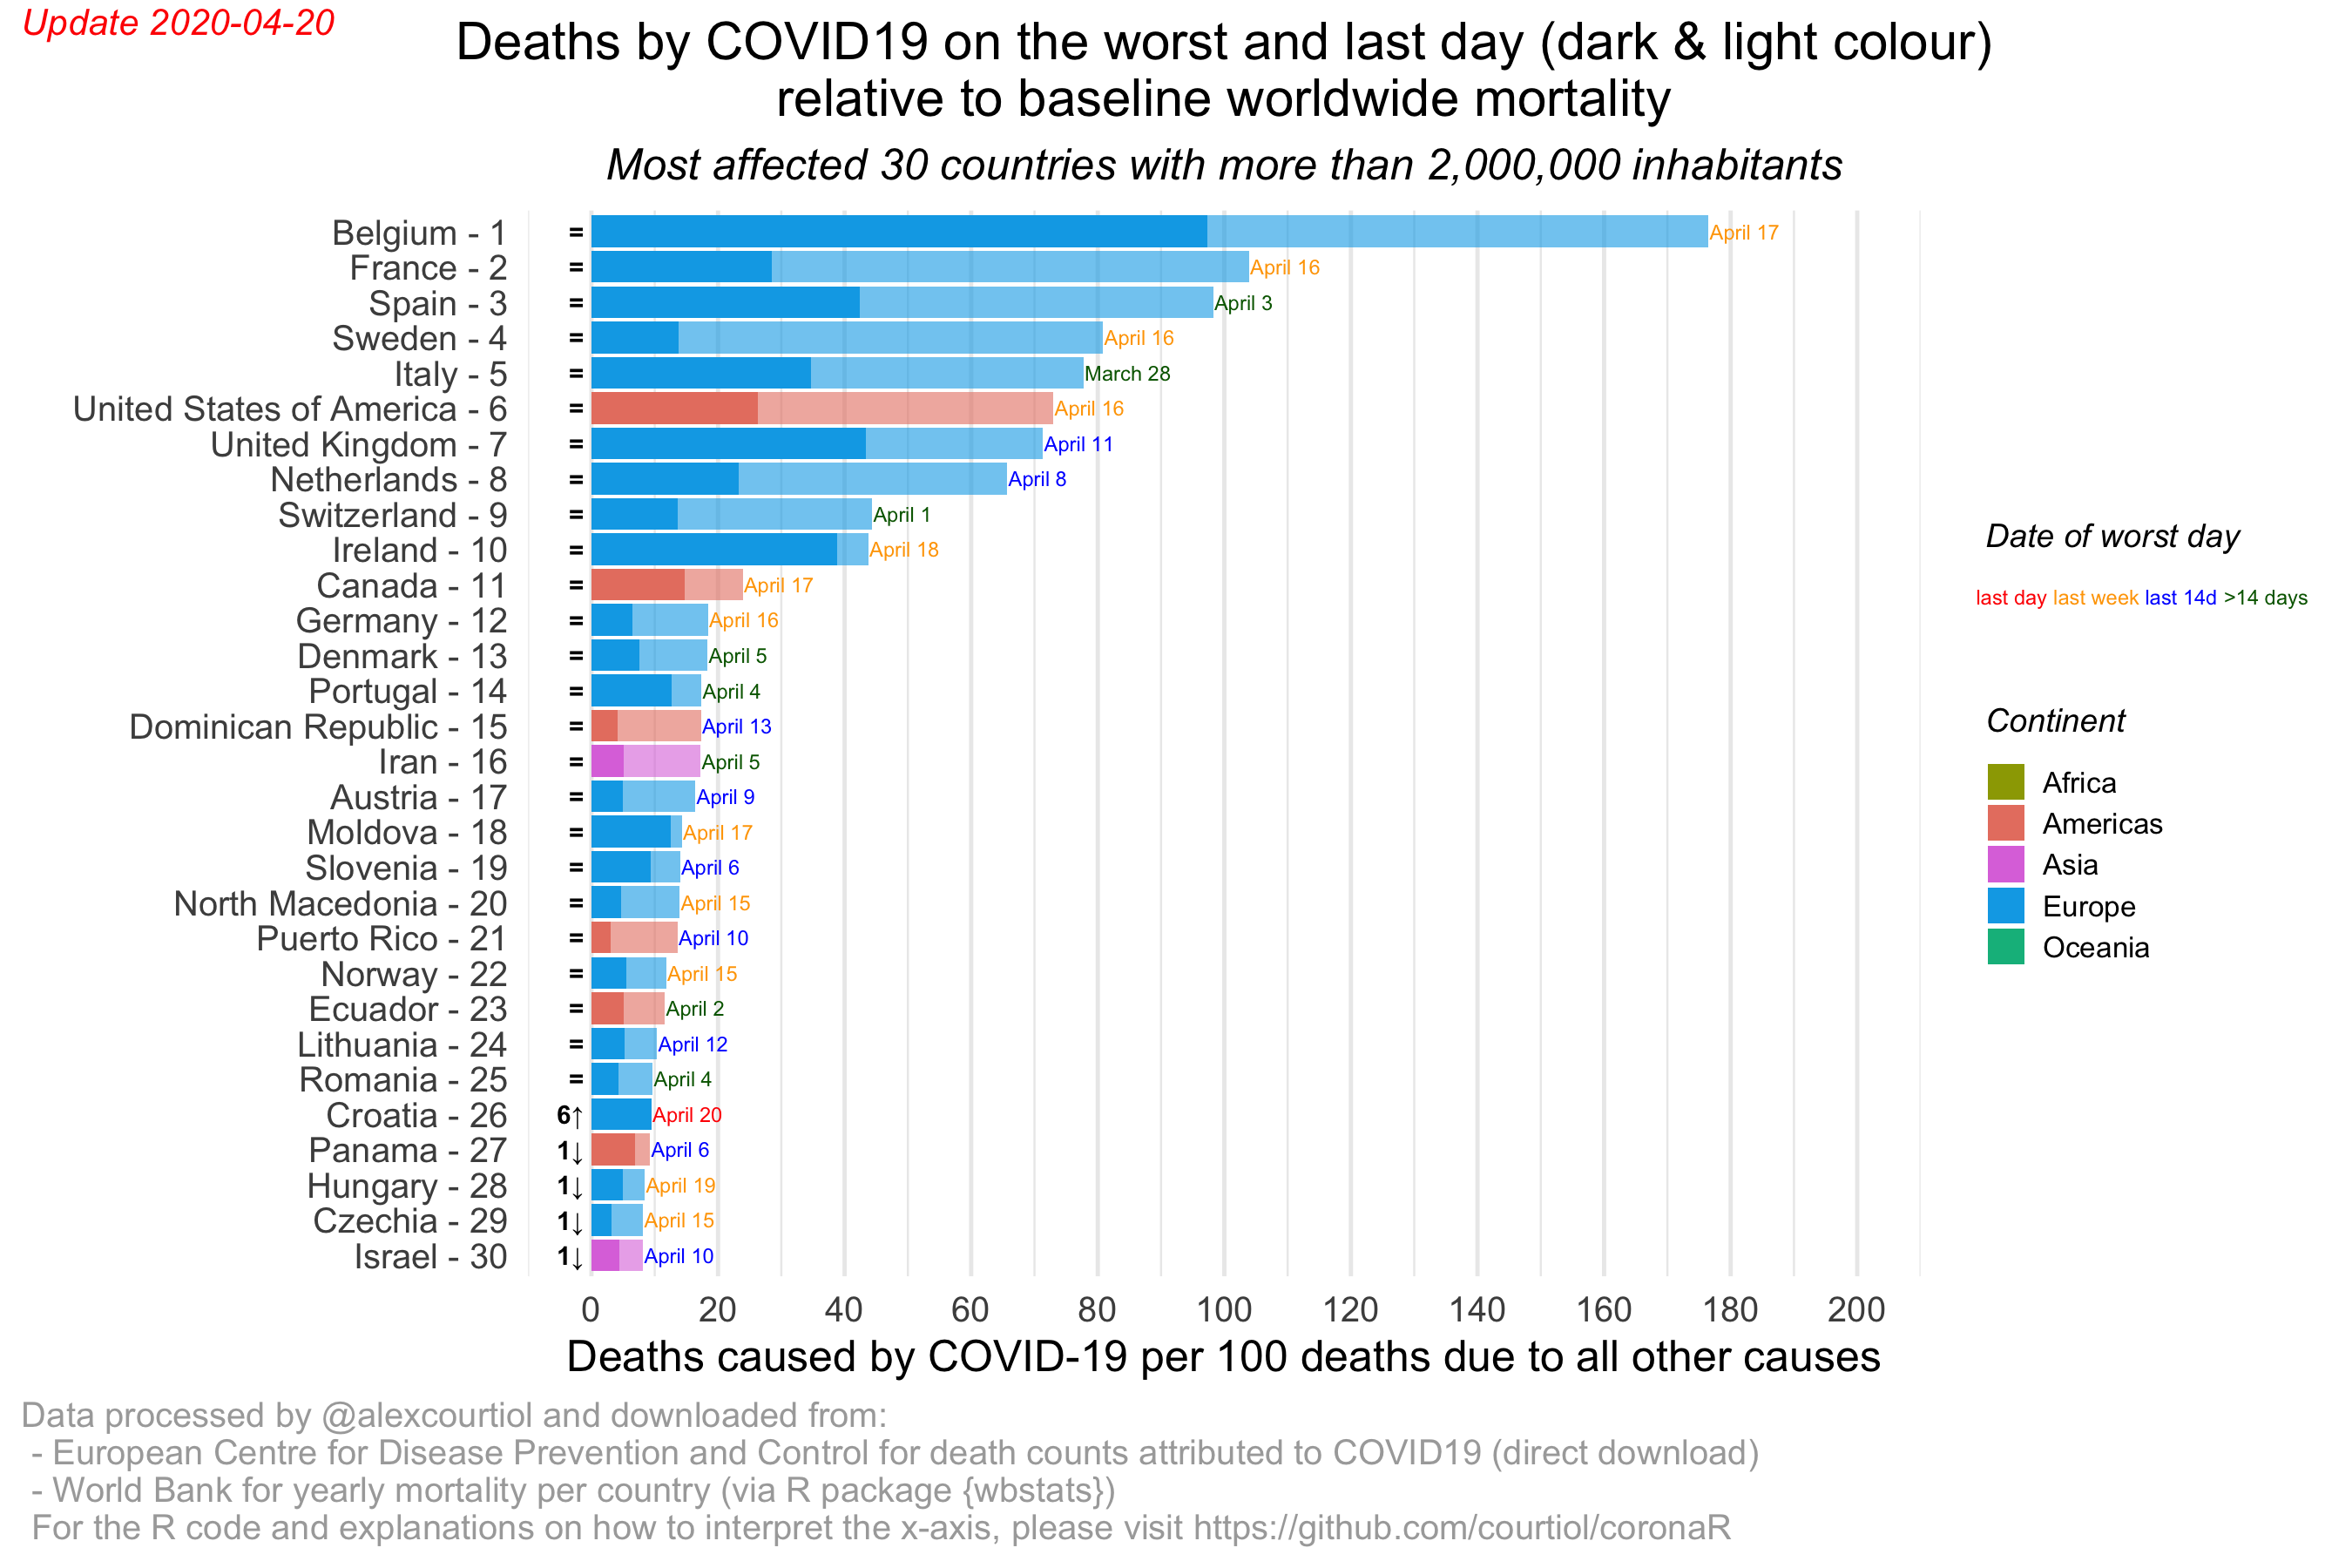 Update 2020-04-20
Deaths by COVID19 on the worst and last day (dark & light colour)
relative to baseline worldwide mortality
Most affected 30 countries with more than 2,000,000 inhabitants
Belgium - 1 = April 17
France - 2 = April 16
Spain - 3 = April 3
Sweden - 4 = April 16
Italy - 5 = March 28
United States of America - 6 = April 16
United Kingdom - 7 = April 11
Netherlands - 8 = April 8
Switzerland - 9 = April 1
Ireland - 10 = April 18
Canada - 11 = April 17
Germany - 12 = April 16
Denmark - 13 = April 5
Portugal - 14 = April 4
Dominican Republic - 15 = April 13
Iran - 16 = April 5
Austria - 17 = April 9
Moldova - 18 = April 17
Slovenia - 19 = April 6
North Macedonia - 20 = April 15
Puerto Rico - 21 = April 10
Norway - 22 = April 15
Ecuador - 23 = April 2
Lithuania - 24 = April 12
Romania - 25 = April 4
Croatia - 26 6↑ April 20
Panama - 27 1↓ April 6
Hungary - 28 1↓ April 19
Czechia - 29 1↓ April 15
Israel - 30 1↓ April 10
0 20 40 60 80 100 120 140 160 180 200
Deaths caused by COVID-19 per 100 deaths due to all other causes
Date of worst day
last day last week last 14d >14 days
Continent
Africa
Americas
Asia
Europe
Oceania
Data processed by @alexcourtiol and downloaded from:
- European Centre for Disease Prevention and Control for death counts attributed to COVID19 (direct download)
- World Bank for yearly mortality per country (via R package {wbstats})
For the R code and explanations on how to interpret the x-axis, please visit https://github.com/courtiol/coronaR